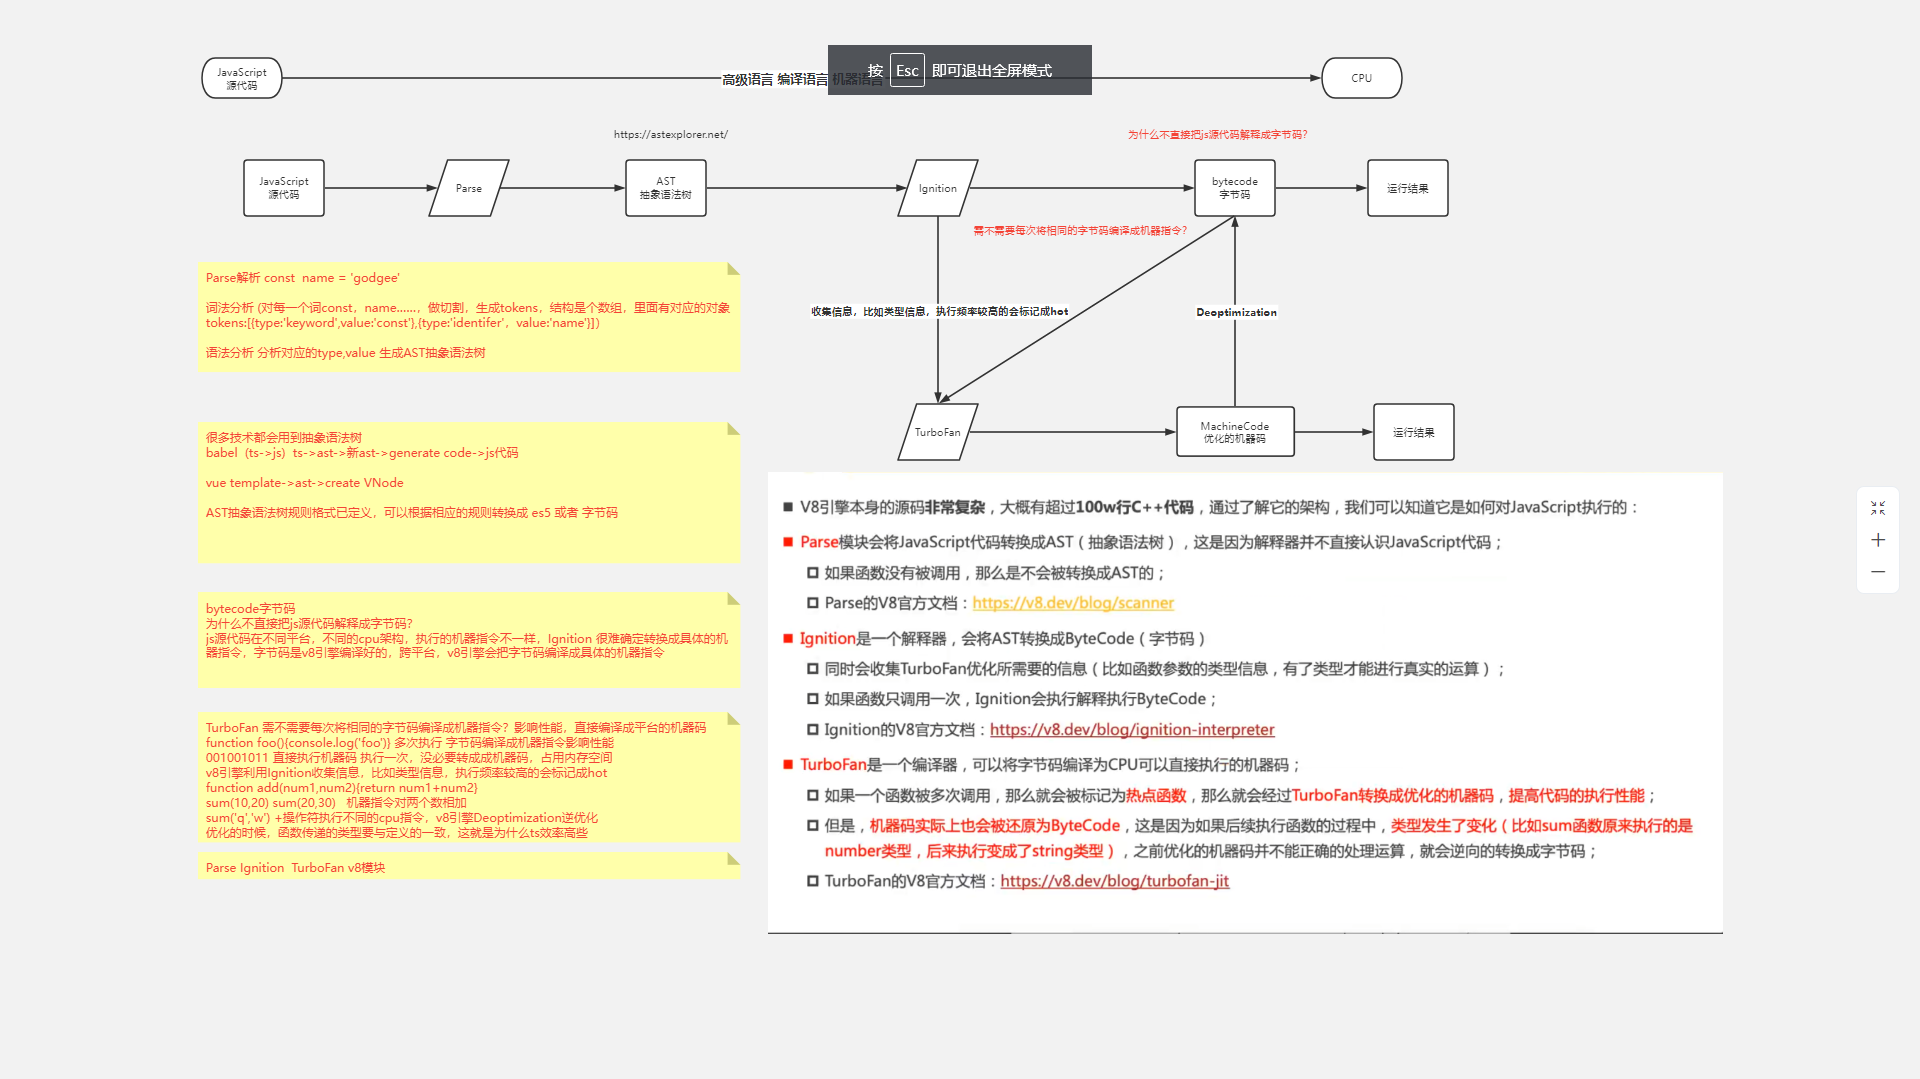 JavaScript
源代码
高级语言 编译语言 机器语言
按 Esc 即可退出全屏模式
CPU
https://astexplorer.net/
为什么不直接把js源代码解释成字节码？
JavaScript
源代码
Parse
AST
抽象语法树
Ignition
bytecode
字节码
运行结果
需不需要每次将相同的字节码编译成机器指令？
收集信息，比如类型信息，执行频率较高的会标记成hot
Deoptimization
TurboFan
MachineCode
优化的机器码
运行结果
Parse解析 const  name = 'godgee'
词法分析 (对每一个词const，name......，做切割，生成tokens，结构是个数组，里面有对应的对象
tokens:[{type:'keyword',value:'const'},{type:'identifer'，value:'name'}])
语法分析 分析对应的type,value 生成AST抽象语法树
很多技术都会用到抽象语法树
babel  (ts->js)  ts->ast->新ast->generate code->js代码
vue template->ast->create VNode
AST抽象语法树规则格式已定义，可以根据相应的规则转换成 es5 或者 字节码
bytecode字节码
为什么不直接把js源代码解释成字节码？
js源代码在不同平台，不同的cpu架构，执行的机器指令不一样，Ignition 很难确定转换成具体的机
器指令，字节码是v8引擎编译好的，跨平台，v8引擎会把字节码编译成具体的机器指令
TurboFan 需不需要每次将相同的字节码编译成机器指令？影响性能，直接编译成平台的机器码
function foo(){console.log('foo')} 多次执行 字节码编译成机器指令影响性能
001001011 直接执行机器码 执行一次，没必要转成成机器码，占用内存空间
v8引擎利用Ignition收集信息，比如类型信息，执行频率较高的会标记成hot
function add(num1,num2){return num1+num2}
sum(10,20) sum(20,30)   机器指令对两个数相加
sum('q','w') +操作符执行不同的cpu指令，v8引擎Deoptimization逆优化
优化的时候，函数传递的类型要与定义的一致，这就是为什么ts效率高些
Parse Ignition  TurboFan v8模块
V8引擎本身的源码非常复杂，大概有超过100w行C++代码，通过了解它的架构，我们可以知道它是如何对JavaScript执行的：
Parse模块会将JavaScript代码转换成AST（抽象语法树），这是因为解释器并不直接认识JavaScript代码；
如果函数没有被调用，那么是不会被转换成AST的；
Parse的V8官方文档：https://v8.dev/blog/scanner
Ignition是一个解释器，会将AST转换成ByteCode（字节码）
同时会收集TurboFan优化所需要的信息（比如函数参数的类型信息，有了类型才能进行真实的运算）；
如果函数只调用一次，Ignition会执行解释执行ByteCode；
Ignition的V8官方文档：https://v8.dev/blog/ignition-interpreter
TurboFan是一个编译器，可以将字节码编译为CPU可以直接执行的机器码；
如果一个函数被多次调用，那么就会被标记为热点函数，那么就会经过TurboFan转换成优化的机器码，提高代码的执行性能；
但是，机器码实际上也会被还原为ByteCode，这是因为如果后续执行函数的过程中，类型发生了变化（比如sum函数原来执行的是
number类型，后来执行变成了string类型），之前优化的机器码并不能正确的处理运算，就会逆向的转换成字节码；
TurboFan的V8官方文档：https://v8.dev/blog/turbofan-jit